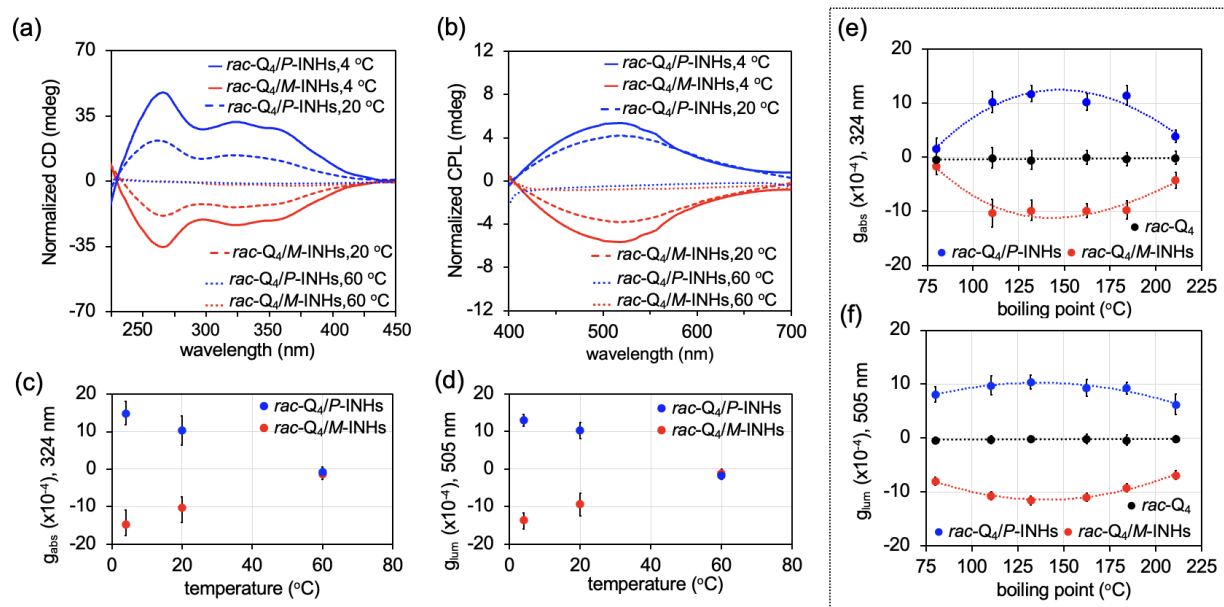 (a)
Normalized CD (mdeg)
70
35
0
-35
-70
rac-Q4/P-INHs,4 °C
rac-Q4/M-INHs,4 °C
rac-Q4/P-INHs,20 °C
rac-Q4/M-INHs,20 °C
rac-Q4/P-INHs,60 °C
rac-Q4/M-INHs,60 °C
250 300 350 400 450
wavelength (nm)
(b)
Normalized CPL (mdeg)
12
9
6
3
0
-3
-6
-9
-12
rac-Q4/P-INHs,4 °C
rac-Q4/M-INHs,4 °C
rac-Q4/P-INHs,20 °C
rac-Q4/M-INHs,20 °C
rac-Q4/P-INHs,60 °C
rac-Q4/M-INHs,60 °C
400 500 600 700
wavelength (nm)
(c)
gabs (x10-4), 324 nm
20
10
0
-10
-20
rac-Q4/P-INHs
rac-Q4/M-INHs
0 20 40 60 80
temperature (°C)
(d)
glum (x10-4), 505 nm
20
10
0
-10
-20
rac-Q4/P-INHs
rac-Q4/M-INHs
0 20 40 60 80
temperature (°C)
(e)
gabs (x10-4), 324 nm
20
10
0
-10
-20
rac-Q4
rac-Q4/P-INHs rac-Q4/M-INHs
75 100 125 150 175 200 225
boiling point (°C)
(f)
glum (x10-4), 505 nm
20
10
0
-10
-20
rac-Q4
rac-Q4/P-INHs rac-Q4/M-INHs
75 100 125 150 175 200 225
boiling point (°C)